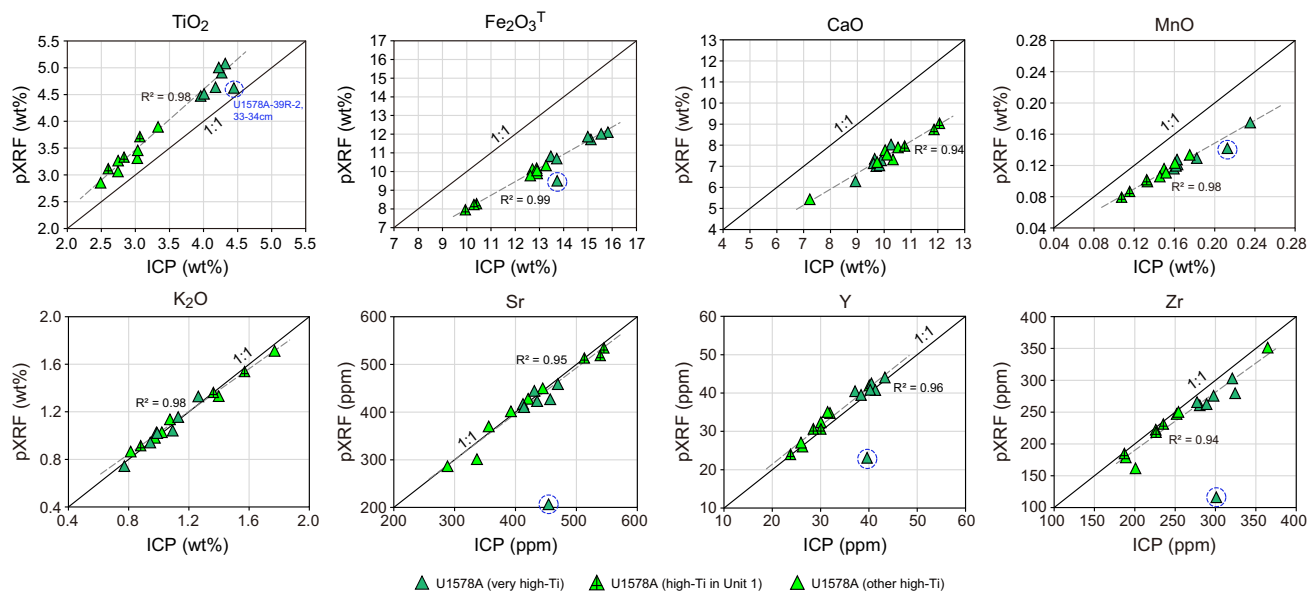 TiO2
5.5
5.0
4.5
4.0
3.5
3.0
2.5
2.0
2.0 2.5 3.0 3.5 4.0 4.5 5.0 5.5
pXRF (wt%)
ICP (wt%)
R² = 0.98
1:1
U1578A-39R-2,
33-34cm
Fe2O3T
17
16
15
14
13
12
11
10
9
8
7
7 8 9 10 11 12 13 14 15 16 17
pXRF (wt%)
ICP (wt%)
R² = 0.99
1:1
CaO
13
12
11
10
9
8
7
6
5
4
4 5 6 7 8 9 10 11 12 13
pXRF (wt%)
ICP (wt%)
R² = 0.94
1:1
MnO
0.28
0.24
0.20
0.16
0.12
0.08
0.04
0.04 0.08 0.12 0.16 0.20 0.24 0.28
pXRF (wt%)
ICP (wt%)
R² = 0.98
1:1
K2O
2.0
1.6
1.2
0.8
0.4
0.4 0.8 1.2 1.6 2.0
pXRF (wt%)
ICP (wt%)
R² = 0.98
1:1
Sr
600
500
400
300
200
200 300 400 500 600
pXRF (ppm)
ICP (ppm)
R² = 0.95
1:1
Y
60
50
40
30
20
10
10 20 30 40 50 60
pXRF (ppm)
ICP (ppm)
R² = 0.96
1:1
Zr
400
350
300
250
200
150
100
100 150 200 250 300 350 400
pXRF (ppm)
ICP (ppm)
R² = 0.94
1:1
U1578A (very high-Ti) U1578A (high-Ti in Unit 1) U1578A (other high-Ti)